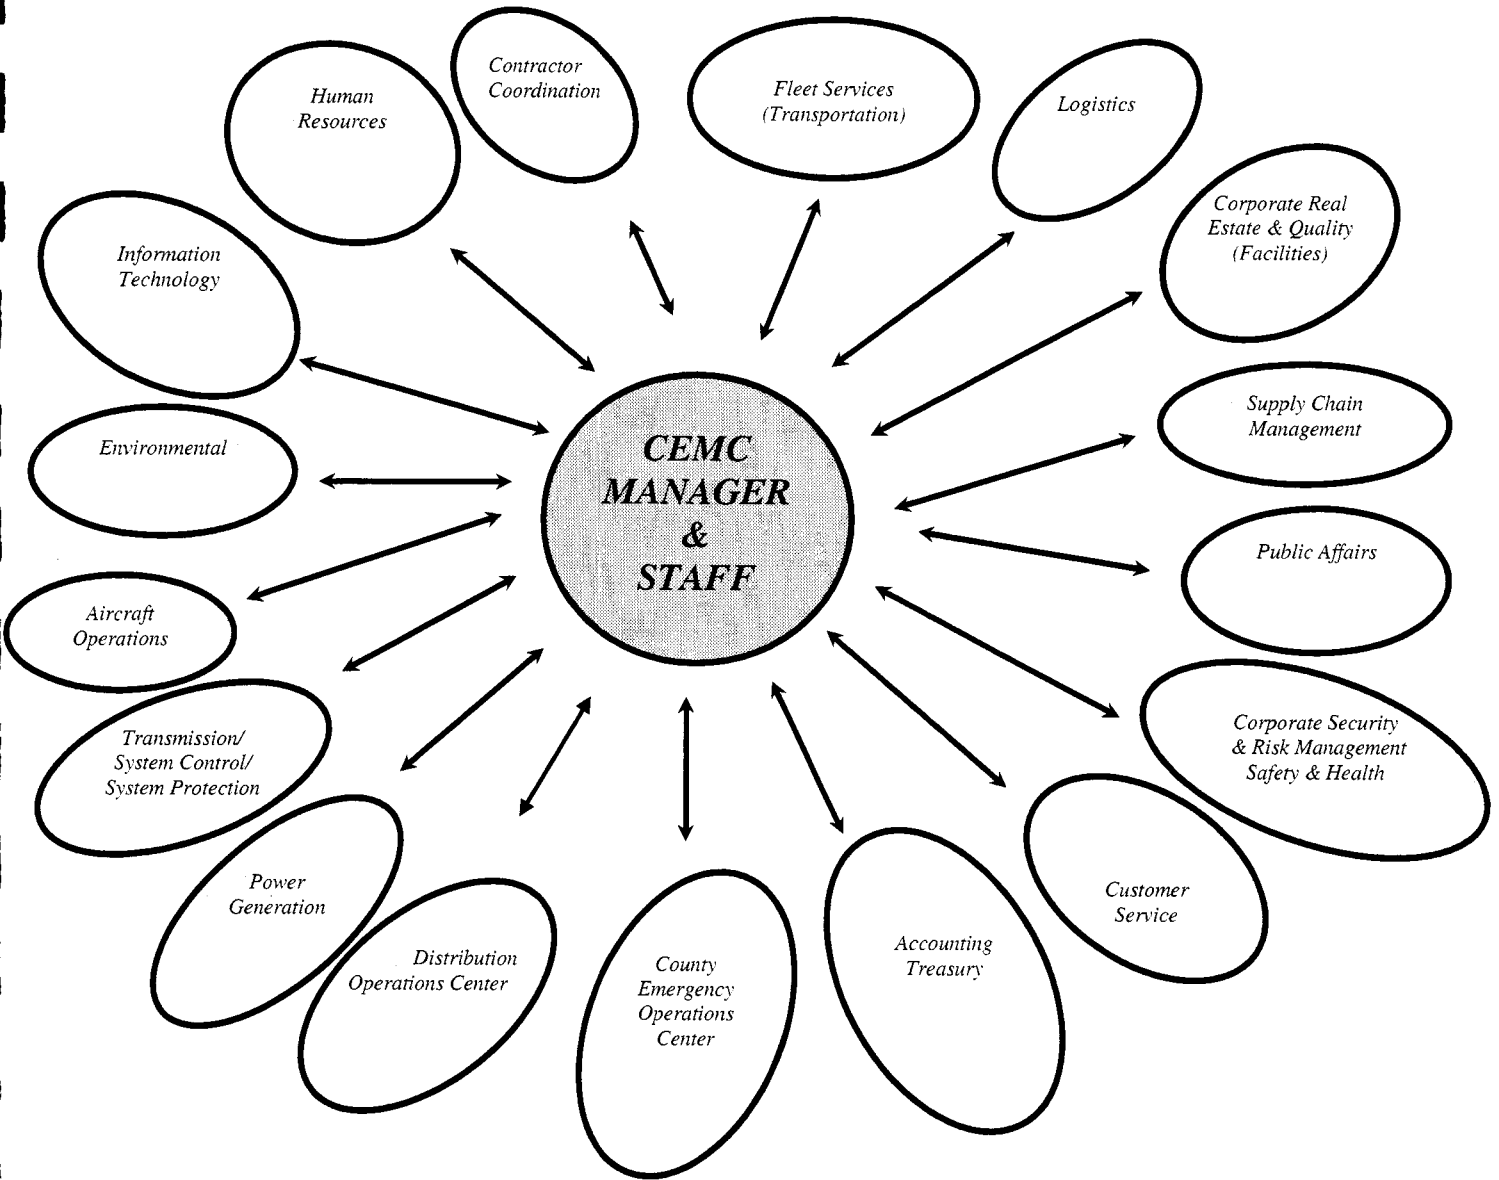 Contractor
Coordination
Human
Resources
Fleet Services
(Transportation)
Logistics
Corporate Real
Estate & Quality
(Facilities)
Information
Technology
Supply Chain
Management
Environmental
CEMC
MANAGER
&
STAFF
Public Affairs
Aircraft
Operations
Corporate Security
& Risk Management
Safety & Health
Transmission/
System Control/
System Protection
Power
Generation
Customer
Service
Distribution
Operations Center
County
Emergency
Operations
Center
Accounting
Treasury